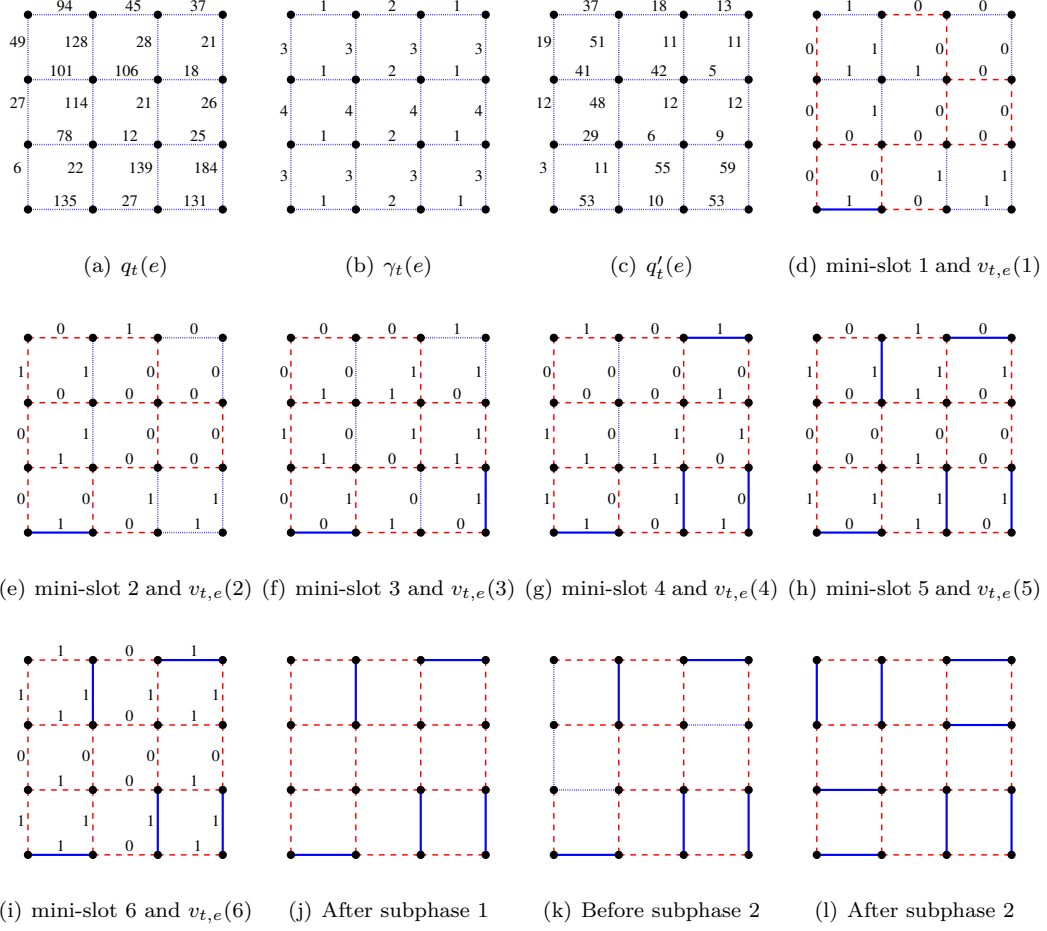 94 45 37 1 2 1 37 18 13 1 0 0
49 128 28 21 3 3 3 3 19 51 11 11 0 1 0 0
101 106 18 1 2 1 41 42 5 1 1 0
27 114 21 26 4 4 4 4 12 48 12 12 0 1 0 0
78 12 25 1 2 1 29 6 9 0 0 0
6 22 139 184 3 3 3 3 3 11 55 59 0 0 1 1
135 27 131 1 2 1 53 10 53 1 0 1
(a) q_t(e) (b) γ_t(e) (c) q′_t(e) (d) mini-slot 1 and v_{t,e}(1)
0 1 0 0 0 1 1 0 1 0 1 0
1 1 0 0 0 0 1 1 0 0 0 0 1 1 1 1
0 0 0 1 1 0 0 0 1 0 1 0
0 1 0 0 1 0 1 1 1 0 1 1 0 0 0 0
1 0 0 1 0 1 1 1 0 0 1 0
0 0 1 1 0 1 0 1 1 0 1 0 1 1 1 1
1 0 1 0 1 0 1 0 1 0 1 0
(e) mini-slot 2 and v_{t,e}(2) (f) mini-slot 3 and v_{t,e}(3) (g) mini-slot 4 and v_{t,e}(4) (h) mini-slot 5 and v_{t,e}(5)
1 0 1
1 1 1 1
1 0 1
0 0 0 0
1 0 1
1 1 1 1
1 0 1
(i) mini-slot 6 and v_{t,e}(6) (j) After subphase 1 (k) Before subphase 2 (l) After subphase 2